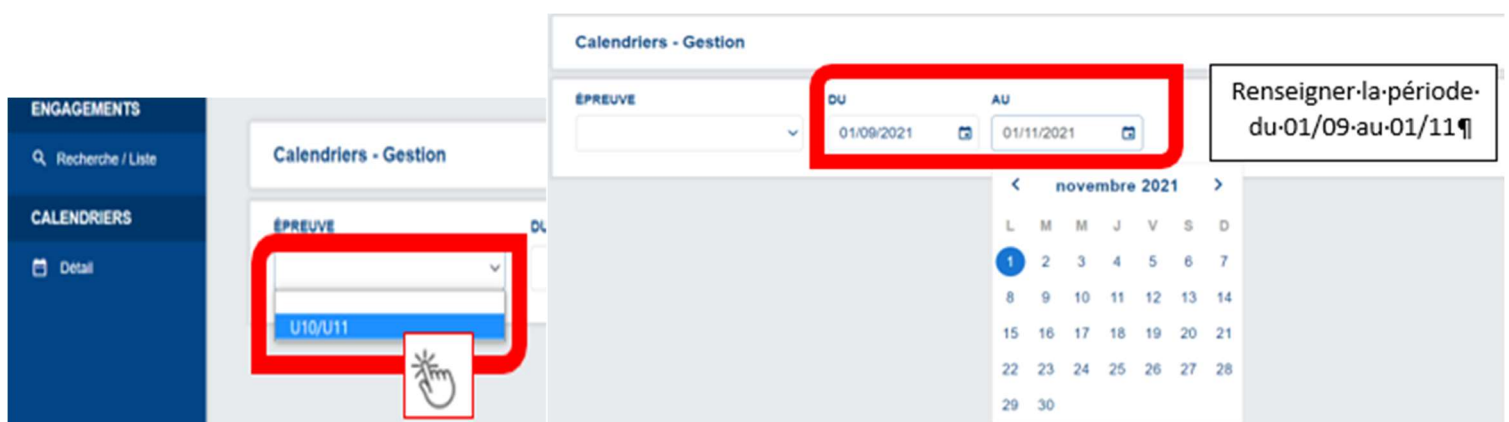 ENGAGEMENTS
Recherche / Liste
CALENDRIERS
Détail
Calendriers - Gestion
ÉPREUVE
DU
U10/U11
Calendriers - Gestion
ÉPREUVE
DU
AU
01/09/2021
01/11/2021
novembre 2021
L M M J V S D
1 2 3 4 5 6 7
8 9 10 11 12 13 14
15 16 17 18 19 20 21
22 23 24 25 26 27 28
29 30
Renseigner·la·période·
du·01/09·au·01/11¶